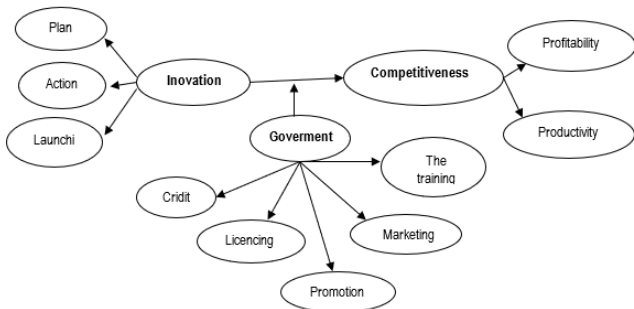 Plan
Profitability
Inovation
Competitiveness
Action
Launchi
Goverment
Productivity
The
training
Cridit
Licencing
Marketing
Promotion